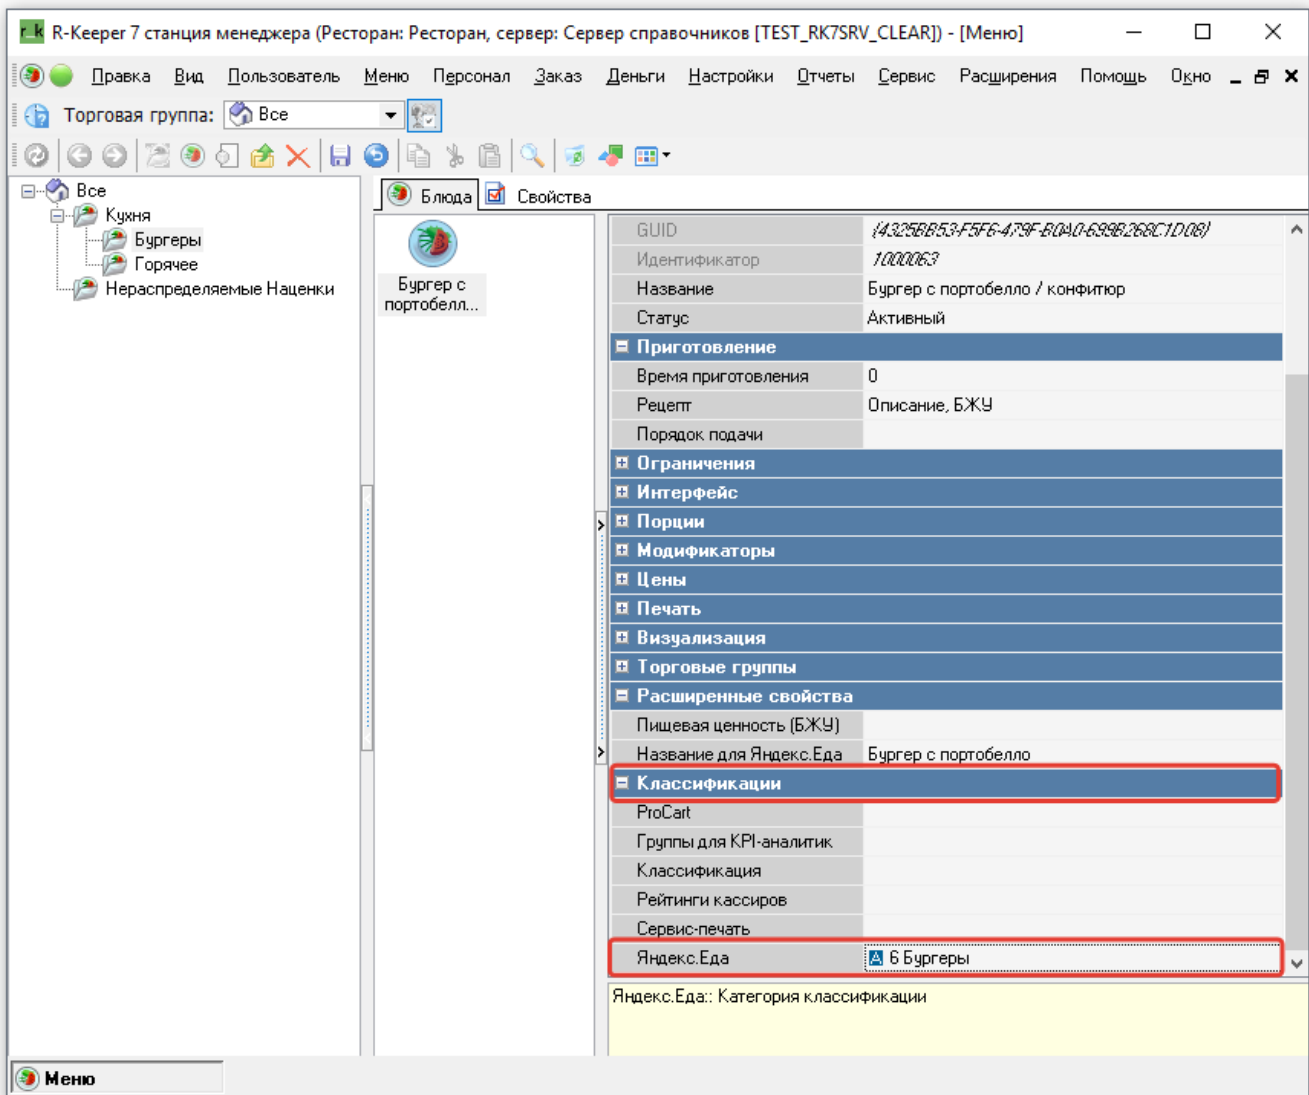 r_k R-Keeper 7 станция менеджера (Ресторан: Ресторан, сервер: Сервер справочников [TEST_RK7SRV_CLEAR]) - [Меню]
Правка Вид Пользователь Меню Персонал Заказ Деньги Настройки Отчеты Сервис Расширения Помощь Окно
Торговая группа: Все
Все
Кухня
Бургеры
Горячее
Нераспределяемые Наценки
Блюда Свойства
Бургер с
портобелл...
GUID {4325BB53-F5F6-479F-B0A0-699B268C1D08}
Идентификатор 1000063
Название Бургер с портобелло / конфитюр
Статус Активный
Приготовление
Время приготовления 0
Рецепт Описание, БЖУ
Порядок подачи
Ограничения
Интерфейс
Порции
Модификаторы
Цены
Печать
Визуализация
Торговые группы
Расширенные свойства
Пищевая ценность (БЖУ)
Название для Яндекс.Еда Бургер с портобелло
Классификации
ProCart
Группы для KPI-аналитик
Классификация
Рейтинги кассиров
Сервис-печать
Яндекс.Еда A 6 Бургеры
Яндекс.Еда:: Категория классификации
Меню